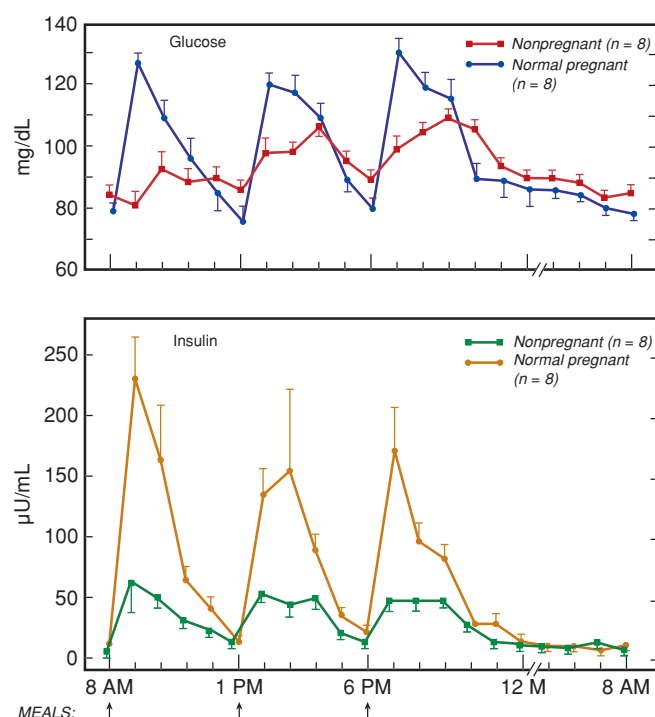 140
120
100
80
60
mg/dL
Glucose
Nonpregnant (n = 8)
Normal pregnant
(n = 8)
250
200
150
100
50
0
µU/mL
Insulin
Nonpregnant (n = 8)
Normal pregnant
(n = 8)
8 AM 1 PM 6 PM 12 M 8 AM
MEALS: